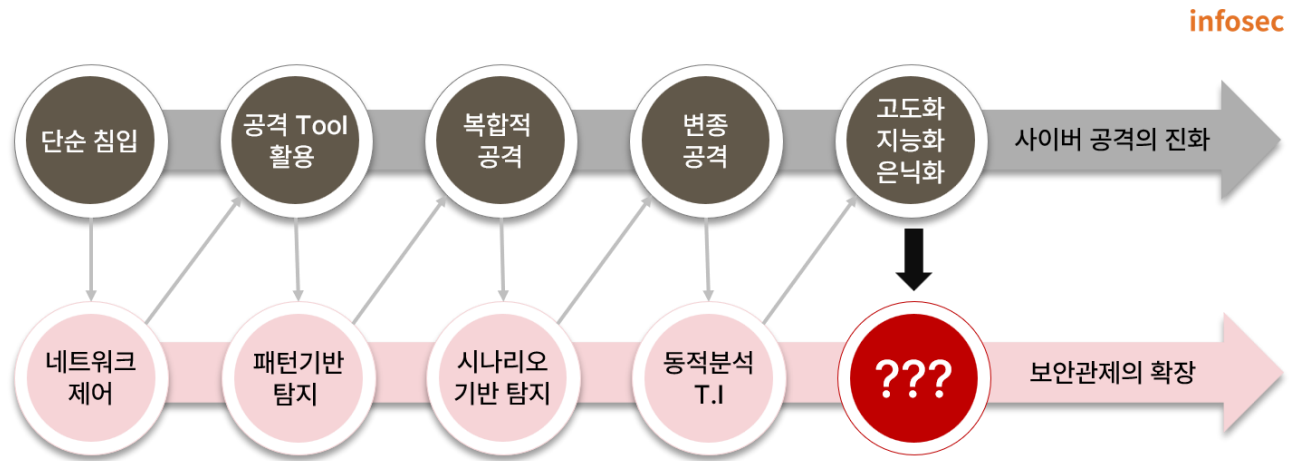 infosec
단순 침입
공격 Tool
활용
복합적
공격
변종
공격
고도화
지능화
은닉화
사이버 공격의 진화
네트워크
제어
패턴기반
탐지
시나리오
기반 탐지
동적분석
T.I
???
보안관제의 확장